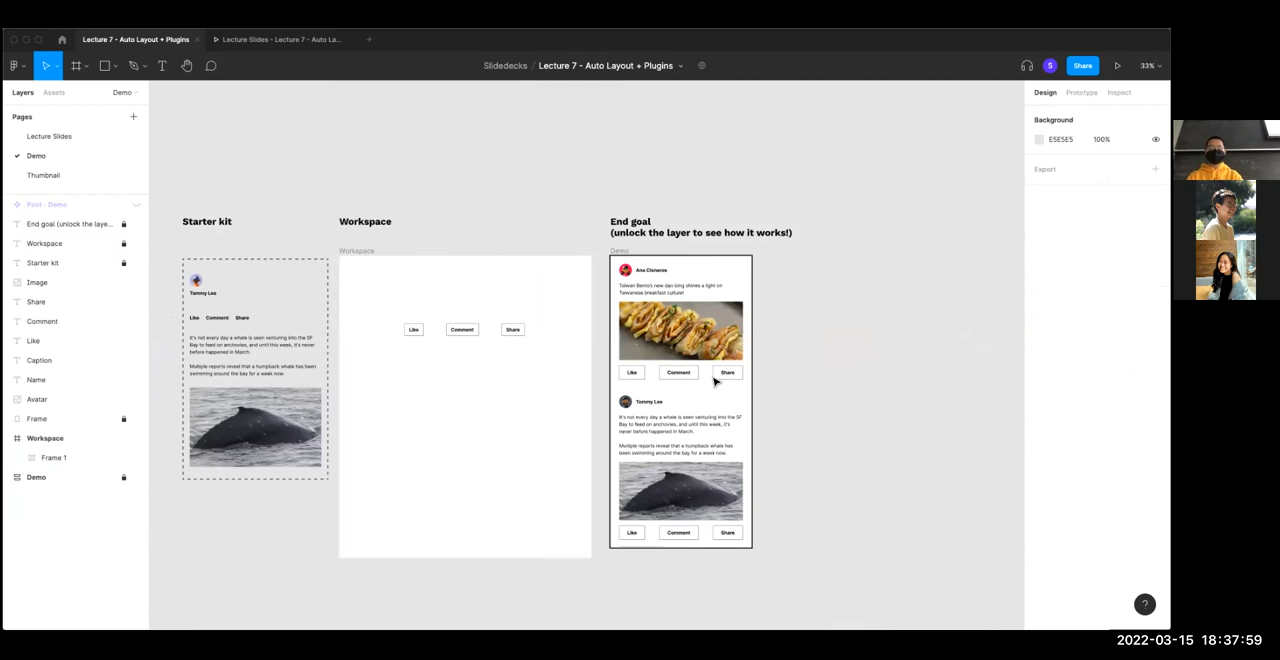 Lecture 7 - Auto Layout + Plugins
Lecture Slides - Lecture 7 - Auto La...
Slidedecks / Lecture 7 - Auto Layout + Plugins
S
Share
33%
Layers
Assets
Demo
Pages
Lecture Slides
Demo
Thumbnail
Post - Demo
End goal (unlock the laye...
Workspace
Starter kit
Image
Share
Comment
Like
Caption
Name
Avatar
Frame
Workspace
Frame 1
Demo
Starter kit
Tommy Lee
Like Comment Share
It's not every day a whale is seen venturing into the SF
Bay to feed on anchovies, and until this week, it's never
before happened in March.
Multiple reports reveal that a humpback whale has been
swimming around the bay for a week now.
Workspace
Workspace
Like
Comment
Share
End goal
(unlock the layer to see how it works!)
Demo
Ana Cisneros
Taiwan Bento's new dan bing shines a light on
Taiwanese breakfast culture!
Like
Comment
Share
Tommy Lee
It's not every day a whale is seen venturing into the SF
Bay to feed on anchovies, and until this week, it's
never before happened in March.
Multiple reports reveal that a humpback whale has
been swimming around the bay for a week now.
Like
Comment
Share
Design
Prototype
Inspect
Background
E5E5E5
100%
Export
?
2022-03-15 18:37:59